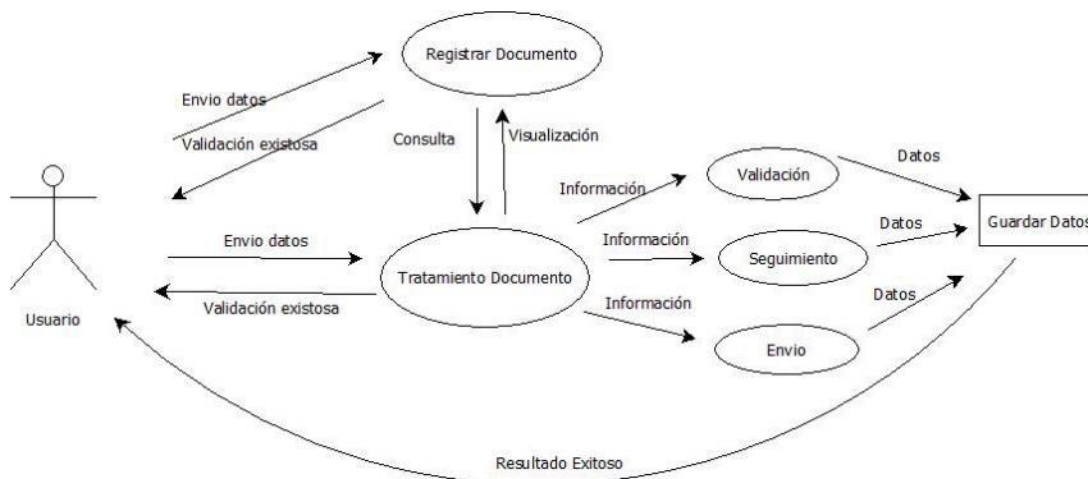 Registrar Documento
Envio datos
Validación existosa
Consulta
Visualización
Información
Validación
Datos
Envio datos
Información
Seguimiento
Datos
Guardar Datos
Tratamiento Documento
Validación existosa
Información
Datos
Usuario
Envio
Resultado Exitoso